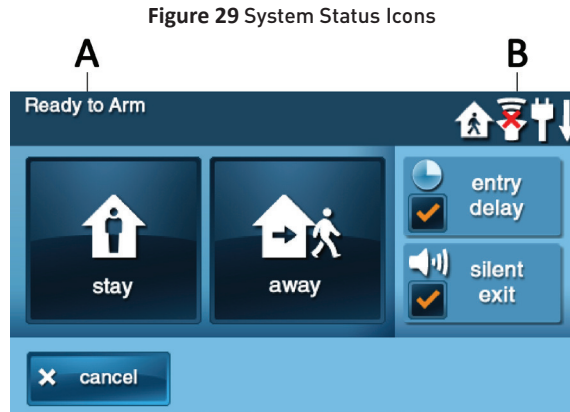 Figure 29 System Status Icons
A
B
Ready to Arm
entry
delay
stay
away
silent
exit
cancel